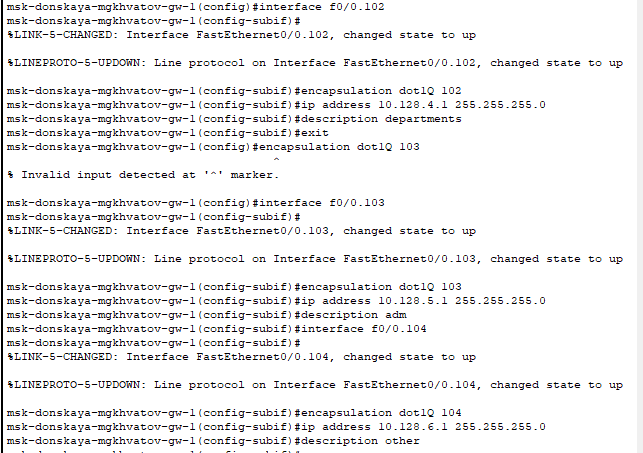 msk-donskaya-mgkhvatov-gw-1(config)#interface f0/0.102
msk-donskaya-mgkhvatov-gw-1(config-subif)#
%LINK-5-CHANGED: Interface FastEthernet0/0.102, changed state to up
%LINEPROTO-5-UPDOWN: Line protocol on Interface FastEthernet0/0.102, changed state to up
msk-donskaya-mgkhvatov-gw-1(config-subif)#encapsulation dot1Q 102
msk-donskaya-mgkhvatov-gw-1(config-subif)#ip address 10.128.4.1 255.255.255.0
msk-donskaya-mgkhvatov-gw-1(config-subif)#description departments
msk-donskaya-mgkhvatov-gw-1(config-subif)#exit
msk-donskaya-mgkhvatov-gw-1(config)#encapsulation dot1Q 103
^
% Invalid input detected at '^' marker.
msk-donskaya-mgkhvatov-gw-1(config)#interface f0/0.103
msk-donskaya-mgkhvatov-gw-1(config-subif)#
%LINK-5-CHANGED: Interface FastEthernet0/0.103, changed state to up
%LINEPROTO-5-UPDOWN: Line protocol on Interface FastEthernet0/0.103, changed state to up
msk-donskaya-mgkhvatov-gw-1(config-subif)#encapsulation dot1Q 103
msk-donskaya-mgkhvatov-gw-1(config-subif)#ip address 10.128.5.1 255.255.255.0
msk-donskaya-mgkhvatov-gw-1(config-subif)#description adm
msk-donskaya-mgkhvatov-gw-1(config-subif)#interface f0/0.104
msk-donskaya-mgkhvatov-gw-1(config-subif)#
%LINK-5-CHANGED: Interface FastEthernet0/0.104, changed state to up
%LINEPROTO-5-UPDOWN: Line protocol on Interface FastEthernet0/0.104, changed state to up
msk-donskaya-mgkhvatov-gw-1(config-subif)#encapsulation dot1Q 104
msk-donskaya-mgkhvatov-gw-1(config-subif)#ip address 10.128.6.1 255.255.255.0
msk-donskaya-mgkhvatov-gw-1(config-subif)#description other